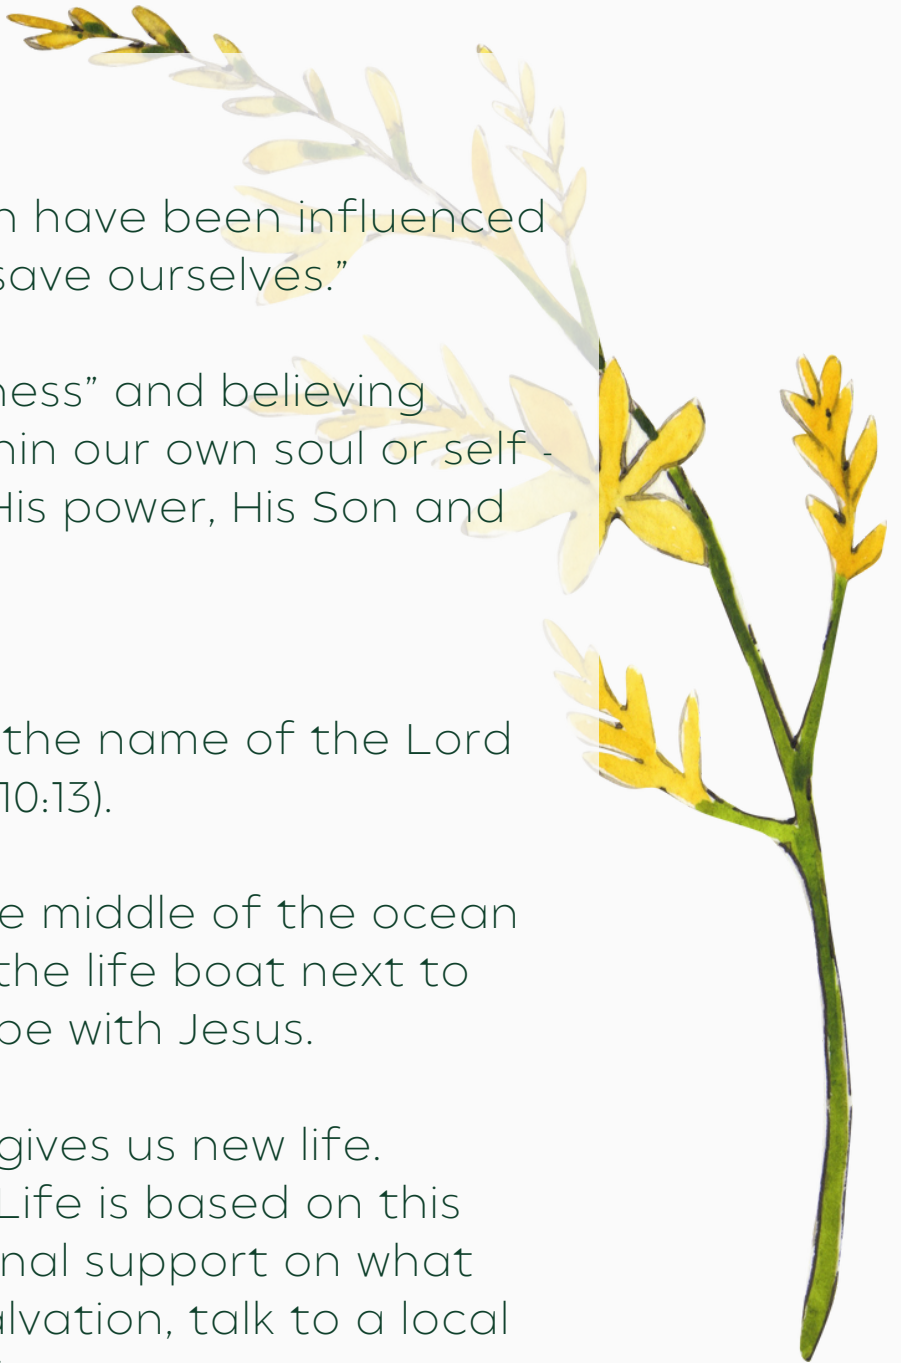 have been influenced
save ourselves.”
ness” and believing
hin our own soul or self -
His power, His Son and
the name of the Lord
10:13).
e middle of the ocean
the life boat next to
be with Jesus.
gives us new life.
Life is based on this
nal support on what
alvation, talk to a local